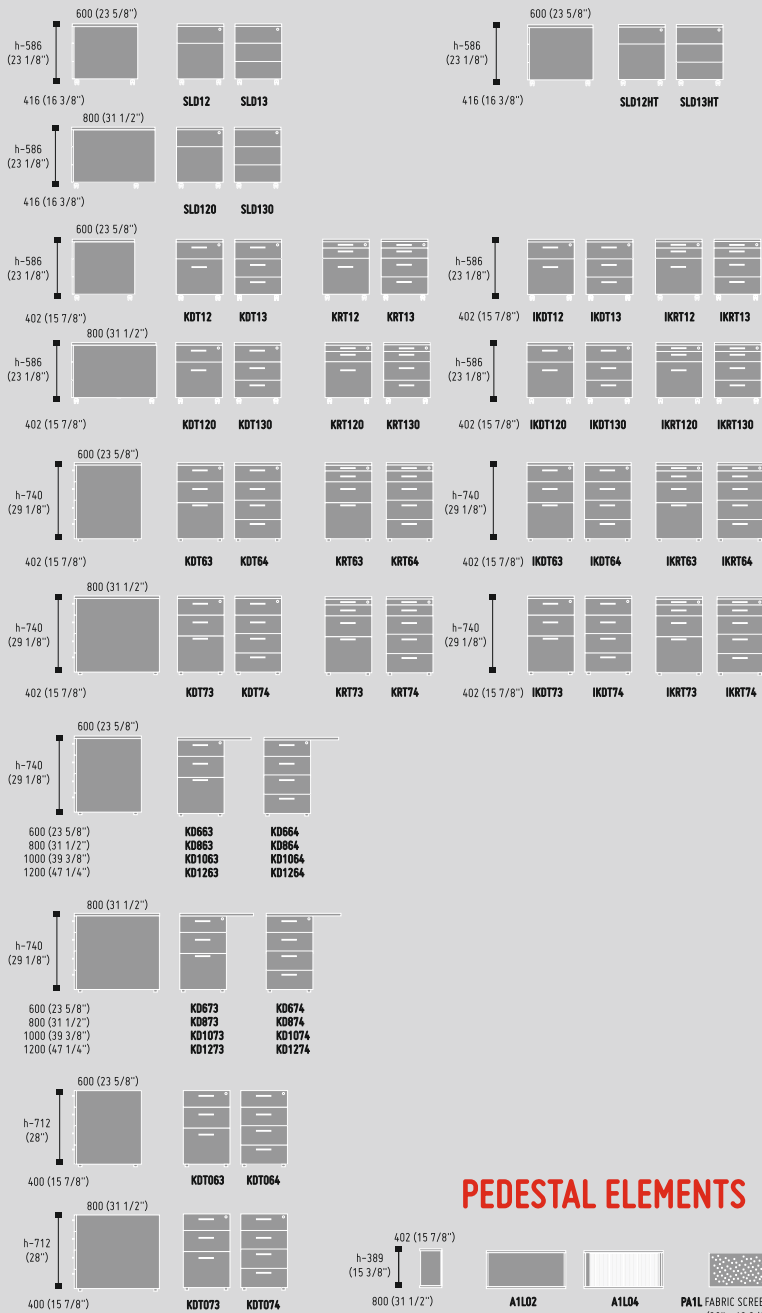 600 (23 5/8")
h-586
(23 1/8")
416 (16 3/8")
SLD12 SLD13
600 (23 5/8")
h-586
(23 1/8")
416 (16 3/8")
SLD12HT SLD13HT
800 (31 1/2")
h-586
(23 1/8")
416 (16 3/8")
SLD120 SLD130
600 (23 5/8")
h-586
(23 1/8")
402 (15 7/8")
KDT12 KDT13 KRT12 KRT13
h-586
(23 1/8")
402 (15 7/8") IKDT12 IKDT13 IKRT12 IKRT13
800 (31 1/2")
h-586
(23 1/8")
402 (15 7/8")
KDT120 KDT130 KRT120 KRT130
h-586
(23 1/8")
402 (15 7/8") IKDT120 IKDT130 IKRT120 IKRT130
600 (23 5/8")
h-740
(29 1/8")
402 (15 7/8")
KDT63 KDT64 KRT63 KRT64
h-740
(29 1/8")
402 (15 7/8") IKDT63 IKDT64 IKRT63 IKRT64
800 (31 1/2")
h-740
(29 1/8")
402 (15 7/8")
KDT73 KDT74 KRT73 KRT74
h-740
(29 1/8")
402 (15 7/8") IKDT73 IKDT74 IKRT73 IKRT74
600 (23 5/8")
h-740
(29 1/8")
600 (23 5/8") KD663 KD664
800 (31 1/2") KD863 KD864
1000 (39 3/8") KD1063 KD1064
1200 (47 1/4") KD1263 KD1264
800 (31 1/2")
h-740
(29 1/8")
600 (23 5/8") KD673 KD674
800 (31 1/2") KD873 KD874
1000 (39 3/8") KD1073 KD1074
1200 (47 1/4") KD1273 KD1274
600 (23 5/8")
h-712
(28")
400 (15 7/8")
KDT063 KDT064
800 (31 1/2")
h-712
(28")
400 (15 7/8")
KDT073 KDT074
PEDESTAL ELEMENTS
402 (15 7/8")
h-389
(15 3/8")
800 (31 1/2")
A1L02 A1L04 PA1L FABRIC SCREE